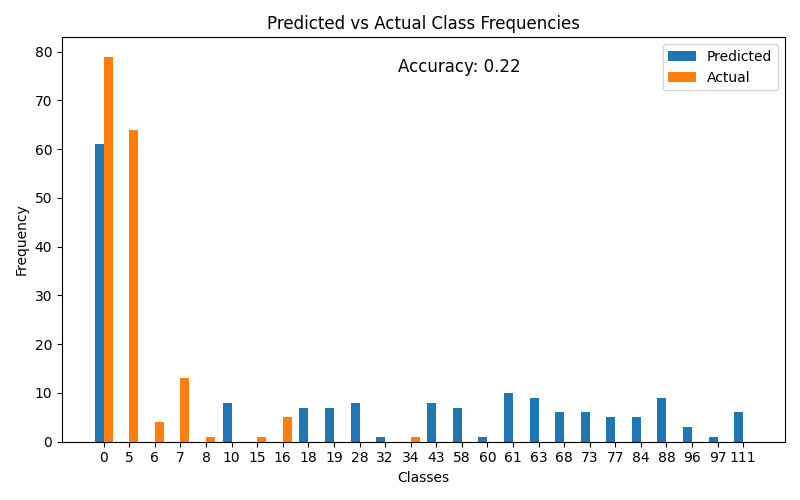 Predicted vs Actual Class Frequencies
Accuracy: 0.22
Predicted
Actual
Frequency
80
70
60
50
40
30
20
10
0
0 5 6 7 8 10 15 16 18 19 28 32 34 43 58 60 61 63 68 73 77 84 88 96 97 111
Classes